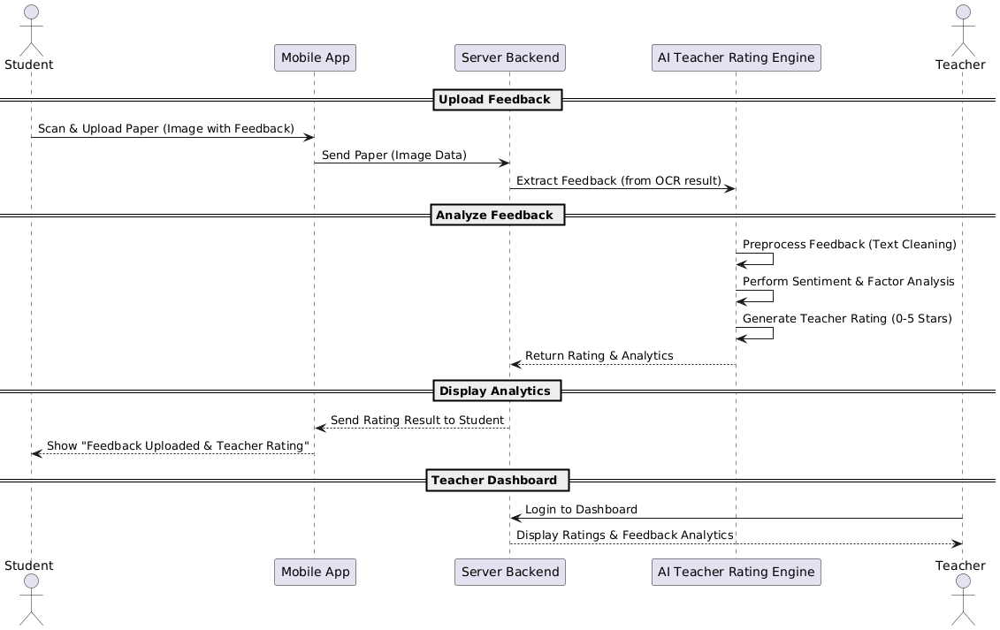 Student
Mobile App
Server Backend
AI Teacher Rating Engine
Teacher
Upload Feedback
Scan & Upload Paper (Image with Feedback)
Send Paper (Image Data)
Extract Feedback (from OCR result)
Analyze Feedback
Preprocess Feedback (Text Cleaning)
Perform Sentiment & Factor Analysis
Generate Teacher Rating (0-5 Stars)
Return Rating & Analytics
Display Analytics
Send Rating Result to Student
Show "Feedback Uploaded & Teacher Rating"
Teacher Dashboard
Login to Dashboard
Display Ratings & Feedback Analytics
Student
Mobile App
Server Backend
AI Teacher Rating Engine
Teacher